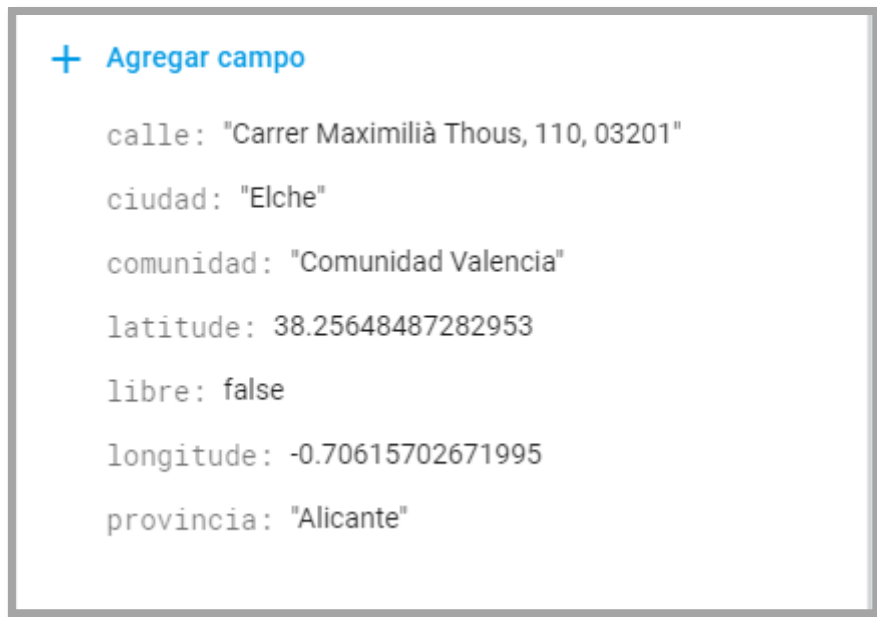 + Agregar campo
calle: "Carrer Maximilià Thous, 110, 03201"
ciudad: "Elche"
comunidad: "Comunidad Valencia"
latitude: 38.25648487282953
libre: false
longitude: -0.70615702671995
provincia: "Alicante"